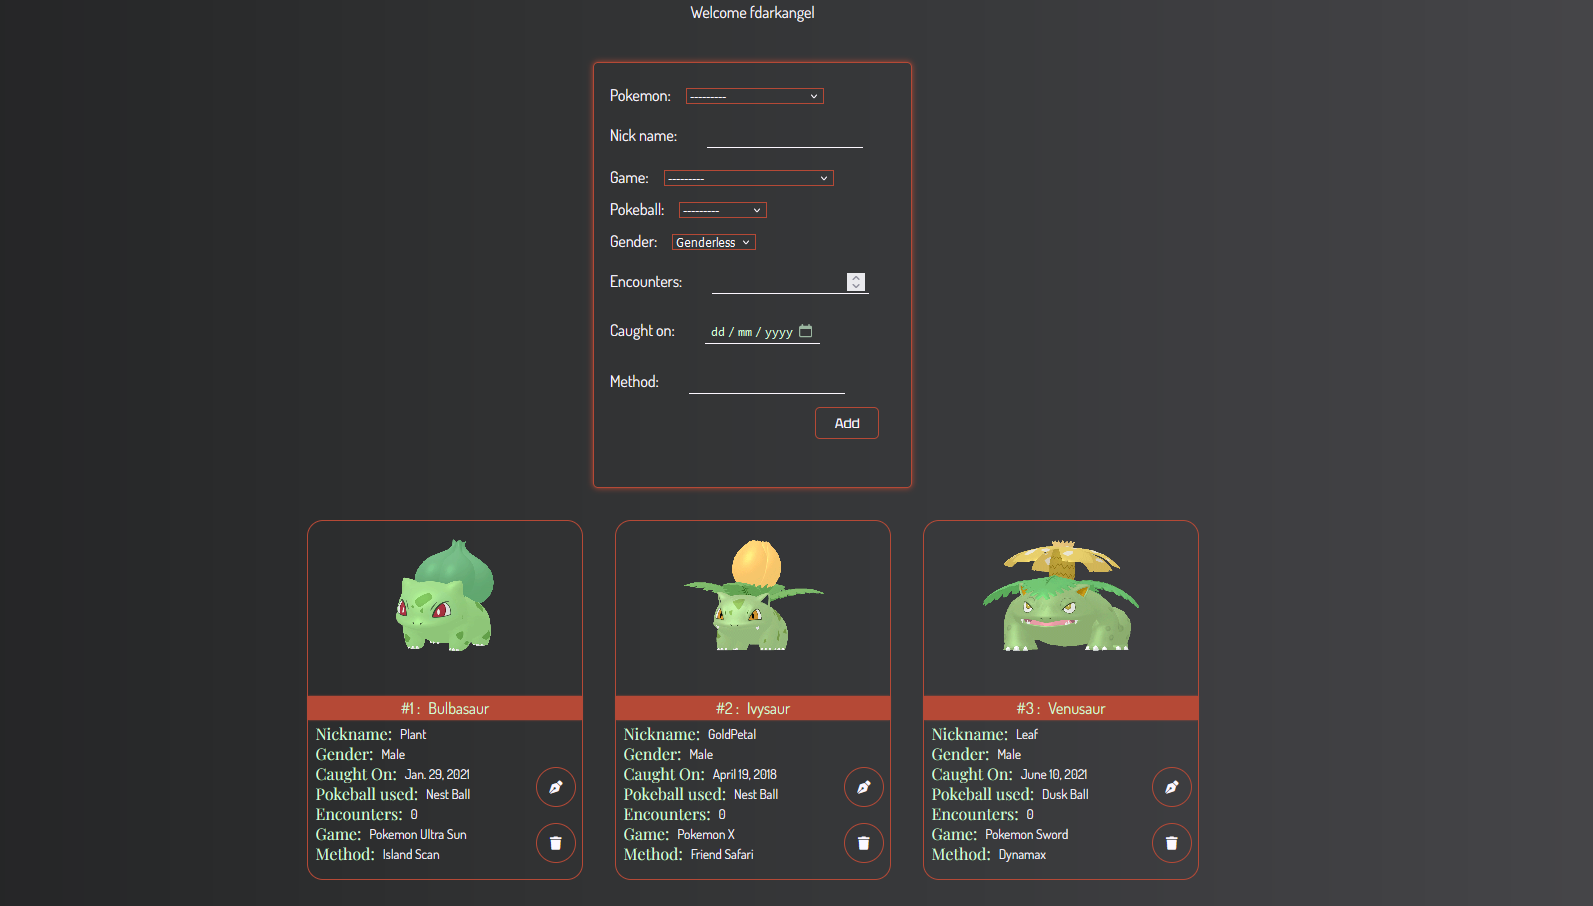 Welcome fdarkangel
Pokemon: ---------
Nick name:
Game: ---------
Pokeball: ---------
Gender: Genderless
Encounters:
Caught on: dd / mm / yyyy
Method:
Add
#1 : Bulbasaur
Nickname: Plant
Gender: Male
Caught On: Jan. 29, 2021
Pokeball used: Nest Ball
Encounters: 0
Game: Pokemon Ultra Sun
Method: Island Scan
#2 : Ivysaur
Nickname: GoldPetal
Gender: Male
Caught On: April 19, 2018
Pokeball used: Nest Ball
Encounters: 0
Game: Pokemon X
Method: Friend Safari
#3 : Venusaur
Nickname: Leaf
Gender: Male
Caught On: June 10, 2021
Pokeball used: Dusk Ball
Encounters: 0
Game: Pokemon Sword
Method: Dynamax